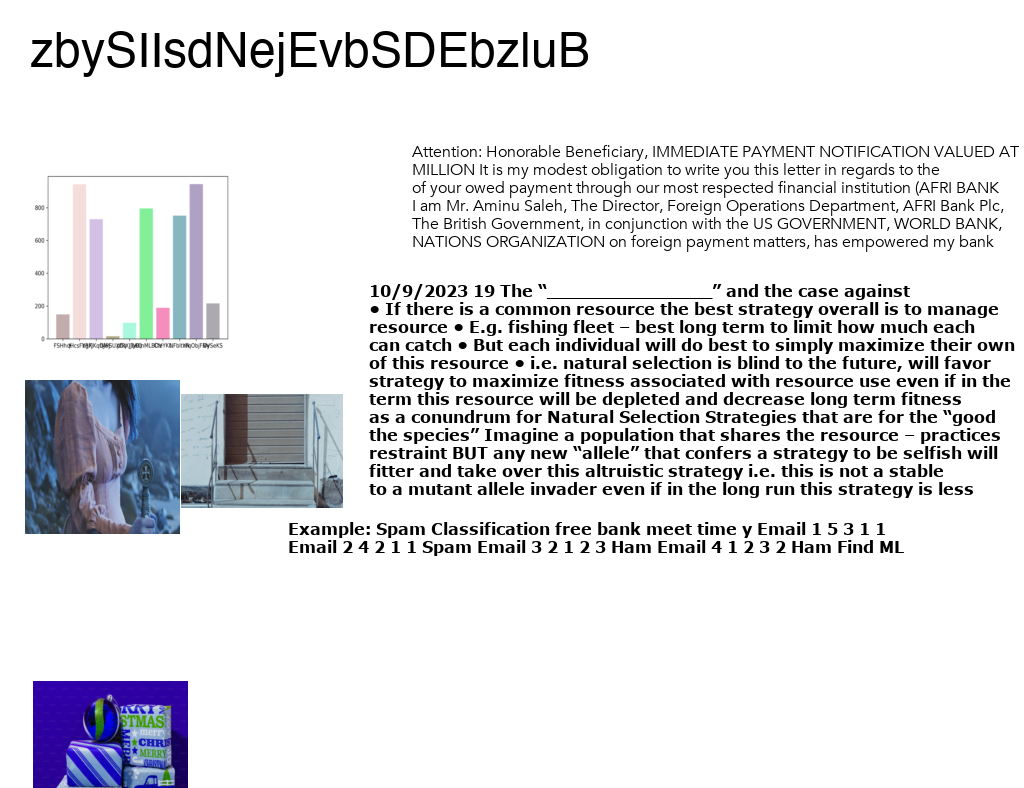 zbySIIsdNejEvbSDEbzluB
Attention: Honorable Beneficiary, IMMEDIATE PAYMENT NOTIFICATION VALUED AT
MILLION It is my modest obligation to write you this letter in regards to the
of your owed payment through our most respected financial institution (AFRI BANK
I am Mr. Aminu Saleh, The Director, Foreign Operations Department, AFRI Bank Plc,
The British Government, in conjunction with the US GOVERNMENT, WORLD BANK,
NATIONS ORGANIZATION on foreign payment matters, has empowered my bank
800
600
400
200
0
10/9/2023 19 The “________________” and the case against
● If there is a common resource the best strategy overall is to manage
resource ● E.g. fishing fleet – best long term to limit how much each
can catch ● But each individual will do best to simply maximize their own
of this resource ● i.e. natural selection is blind to the future, will favor
strategy to maximize fitness associated with resource use even if in the
term this resource will be depleted and decrease long term fitness
as a conundrum for Natural Selection Strategies that are for the “good
the species” Imagine a population that shares the resource – practices
restraint BUT any new “allele” that confers a strategy to be selfish will
fitter and take over this altruistic strategy i.e. this is not a stable
to a mutant allele invader even if in the long run this strategy is less
Example: Spam Classification free bank meet time y Email 1 5 3 1 1
Email 2 4 2 1 1 Spam Email 3 2 1 2 3 Ham Email 4 1 2 3 2 Ham Find ML
STMAS
merry
CHRI
MERRY
CHRISTMAS